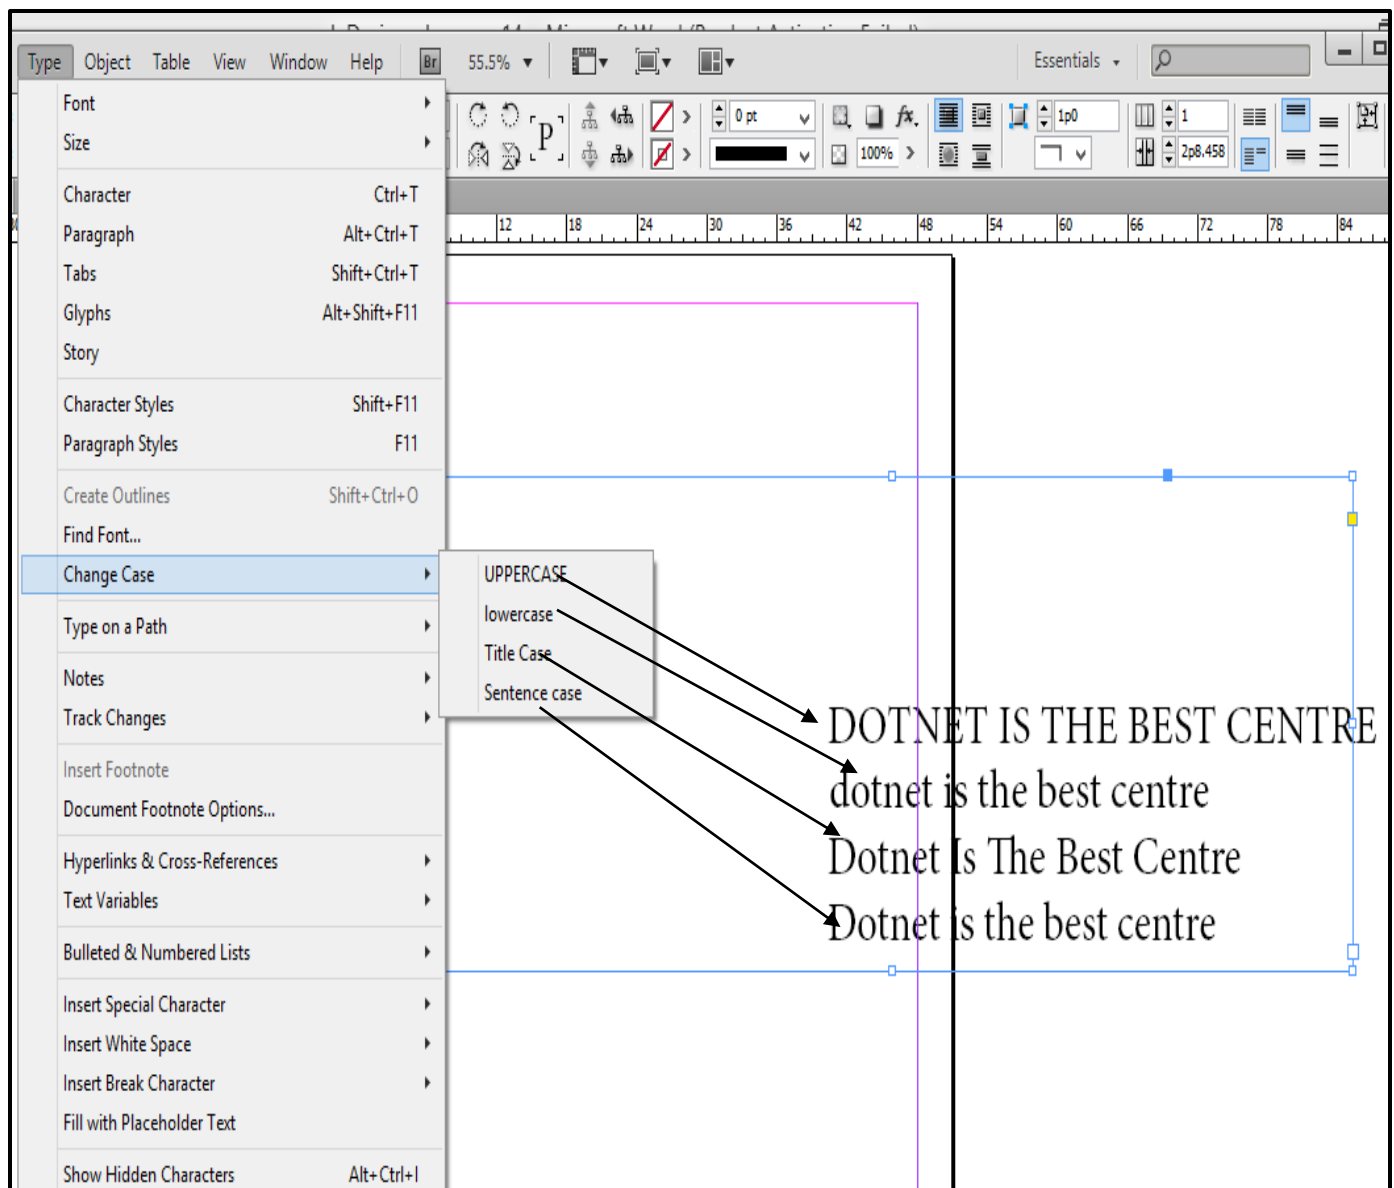 Type Object Table View Window Help Br 55.5% Essentials
Font
Size
Character Ctrl+T
Paragraph Alt+Ctrl+T
Tabs Shift+Ctrl+T
Glyphs Alt+Shift+F11
Story
Character Styles Shift+F11
Paragraph Styles F11
Create Outlines Shift+Ctrl+O
Find Font...
Change Case
Type on a Path
Notes
Track Changes
Insert Footnote
Document Footnote Options...
Hyperlinks & Cross-References
Text Variables
Bulleted & Numbered Lists
Insert Special Character
Insert White Space
Insert Break Character
Fill with Placeholder Text
Show Hidden Characters Alt+Ctrl+I
P 0 pt fx. 1p0 1
100% 2p8.458
12 18 24 30 36 42 48 54 60 66 72 78 84
UPPERCASE
lowercase
Title Case
Sentence case
DOTNET IS THE BEST CENTRE
dotnet is the best centre
Dotnet Is The Best Centre
Dotnet is the best centre